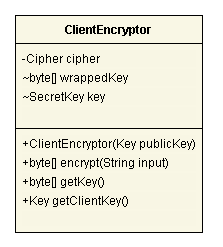 ClientEncryptor
-Cipher cipher
~byte[] wrappedKey
~SecretKey key
+ClientEncryptor(Key publicKey)
+byte[] encrypt(String input)
+byte[] getKey()
+Key getClientKey()